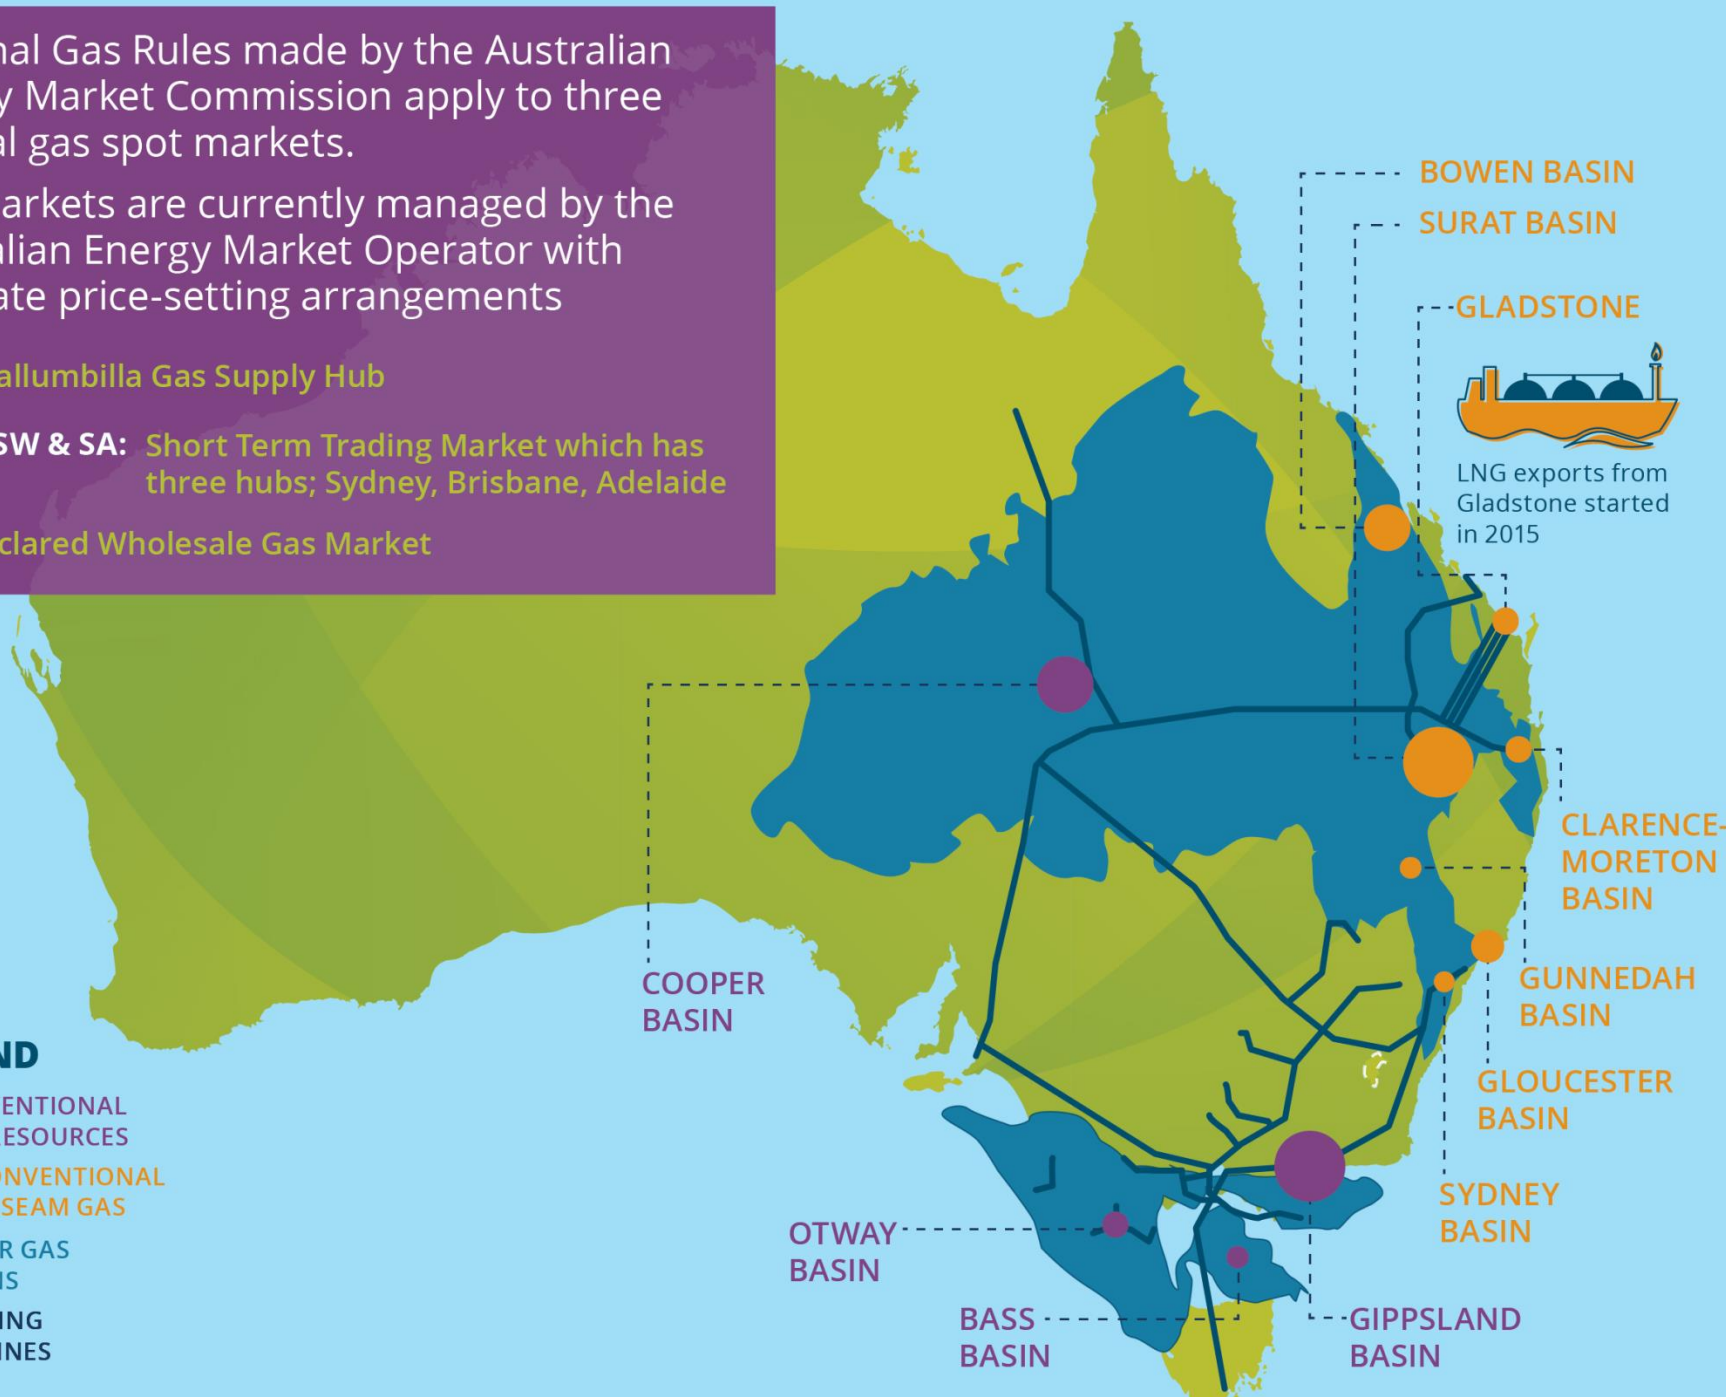 nal Gas Rules made by the Australian
y Market Commission apply to three
al gas spot markets.
arkets are currently managed by the
alian Energy Market Operator with
ate price-setting arrangements
allumbilla Gas Supply Hub
SW & SA: Short Term Trading Market which has
three hubs; Sydney, Brisbane, Adelaide
clared Wholesale Gas Market
BOWEN BASIN
SURAT BASIN
GLADSTONE
LNG exports from
Gladstone started
in 2015
CLARENCE-
MORETON
BASIN
COOPER
BASIN
GUNNEDAH
BASIN
GLOUCESTER
BASIN
SYDNEY
BASIN
OTWAY
BASIN
BASS
BASIN
GIPPSLAND
BASIN
ND
ENTIONAL
ESOURCES
ONVENTIONAL
SEAM GAS
R GAS
NS
ING
INES